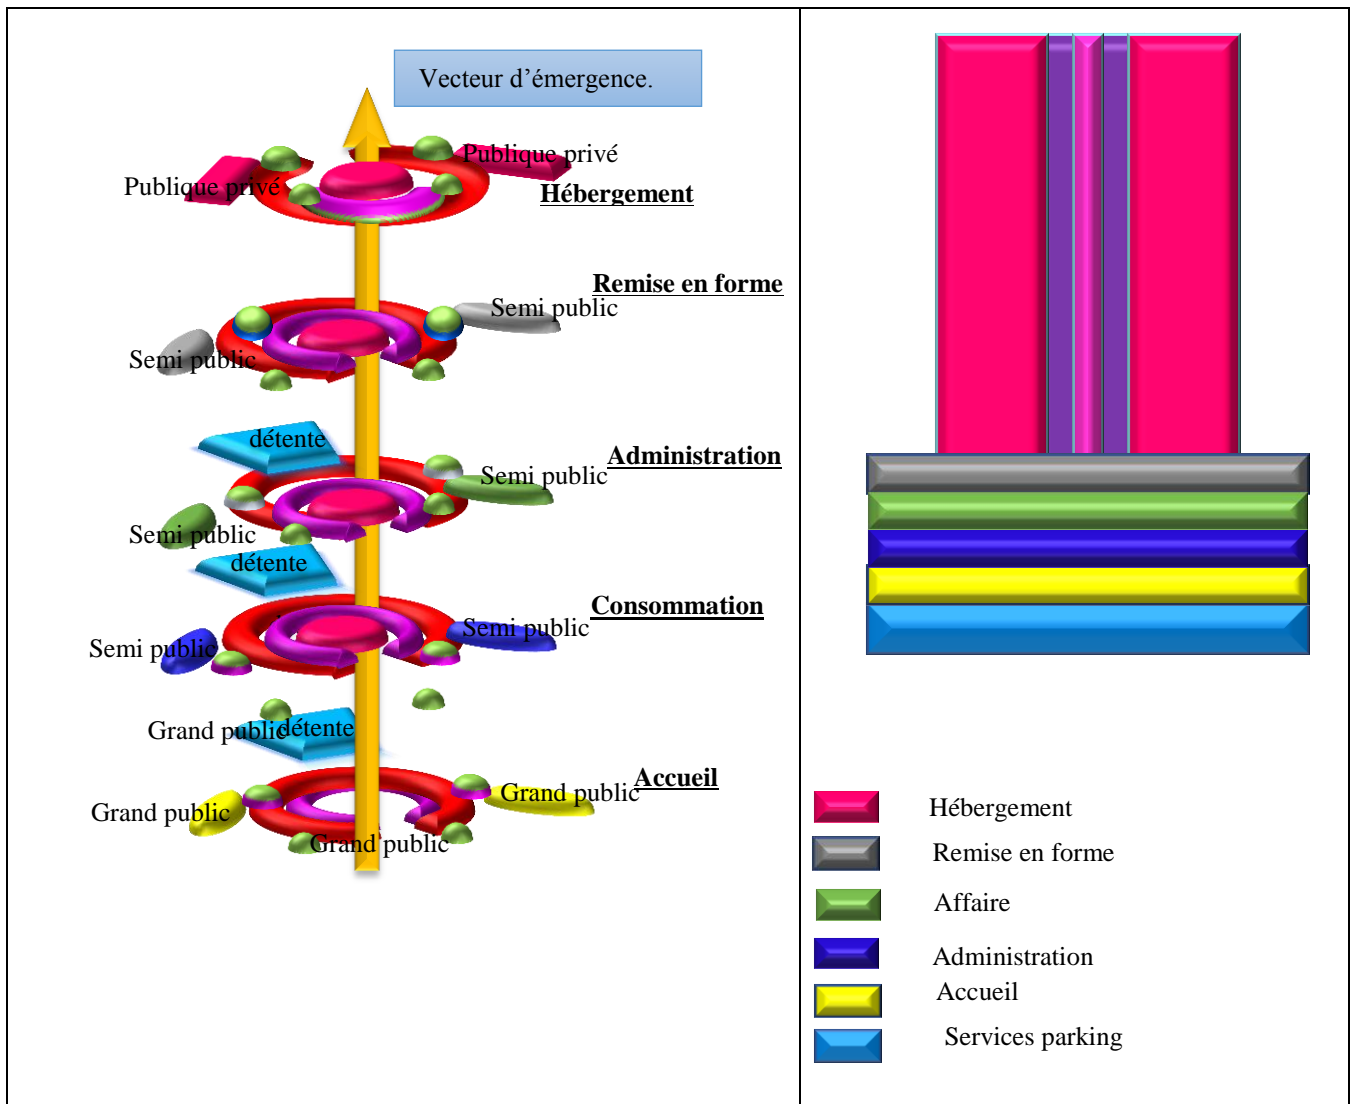 Vecteur d’émergence.
Publique privé
Publique privé
Hébergement
Remise en forme
Semi public
Semi public
détente
Administration
Semi public
Semi public
détente
Consommation
Semi public
Semi public
Grand public
détente
Accueil
Grand public
Grand public
Grand public
Hébergement
Remise en forme
Affaire
Administration
Accueil
Services parking